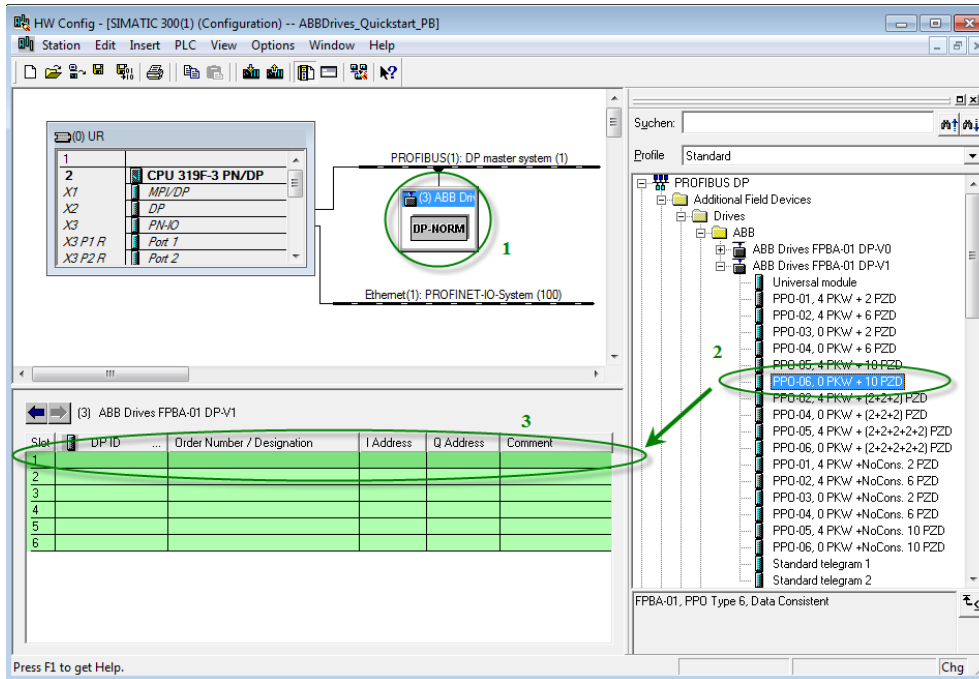 HW Config - [SIMATIC 300(1) (Configuration) -- ABBDrives_Quickstart_PB]
Station Edit Insert PLC View Options Window Help
(0) UR
1
2 CPU 319F-3 PN/DP
X1 MPI/DP
X2 DP
X3 PN-IO
X3 P1 R Port 1
X3 P2 R Port 2
PROFIBUS(1): DP master system (1)
(3) ABB Driv
DP-NORM
1
Ethernet(1): PROFINET-IO-System (100)
2
(3) ABB Drives FPBA-01 DP-V1
3
Slot DP ID ... Order Number / Designation I Address Q Address Comment
1
2
3
4
5
6
Suchen:
Profile Standard
PROFIBUS DP
Additional Field Devices
Drives
ABB
ABB Drives FPBA-01 DP-V0
ABB Drives FPBA-01 DP-V1
Universal module
PPO-01, 4 PKW + 2 PZD
PPO-02, 4 PKW + 6 PZD
PPO-03, 0 PKW + 2 PZD
PPO-04, 0 PKW + 6 PZD
PPO-05, 4 PKW + 10 PZD
PPO-06, 0 PKW + 10 PZD
PPO-02, 4 PKW + (2+2+2) PZD
PPO-04, 0 PKW + (2+2+2) PZD
PPO-05, 4 PKW + (2+2+2+2+2) PZD
PPO-06, 0 PKW + (2+2+2+2+2) PZD
PPO-01, 4 PKW +NoCons. 2 PZD
PPO-02, 4 PKW +NoCons. 6 PZD
PPO-03, 0 PKW +NoCons. 2 PZD
PPO-04, 0 PKW +NoCons. 6 PZD
PPO-05, 4 PKW +NoCons. 10 PZD
PPO-06, 0 PKW +NoCons. 10 PZD
Standard telegram 1
Standard telegram 2
FPBA-01, PPO Type 6, Data Consistent
Press F1 to get Help.
Chg